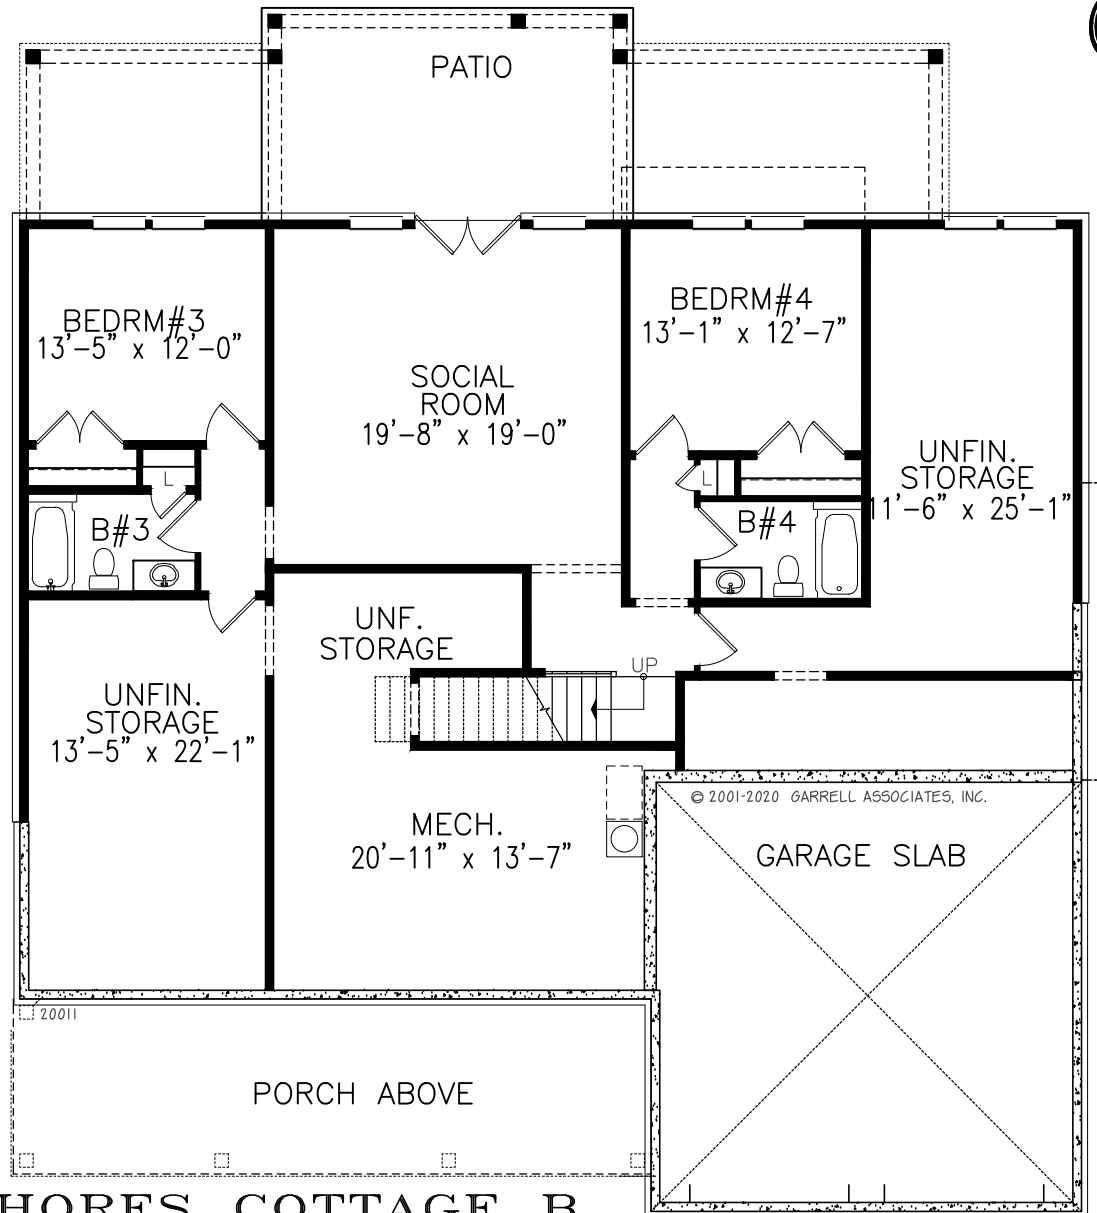 PATIO
BEDRM#3
13'-5" x 12'-0"
BEDRM#4
13'-1" x 12'-7"
SOCIAL
ROOM
19'-8" x 19'-0"
UNFIN.
STORAGE
11'-6" x 25'-1"
L
L
B#3
B#4
UNF.
STORAGE
UP
UNFIN.
STORAGE
13'-5" x 22'-1"
© 2001-2020 GARRELL ASSOCIATES, INC.
MECH.
20'-11" x 13'-7"
GARAGE SLAB
20011
PORCH ABOVE
HORES COTTAGE B